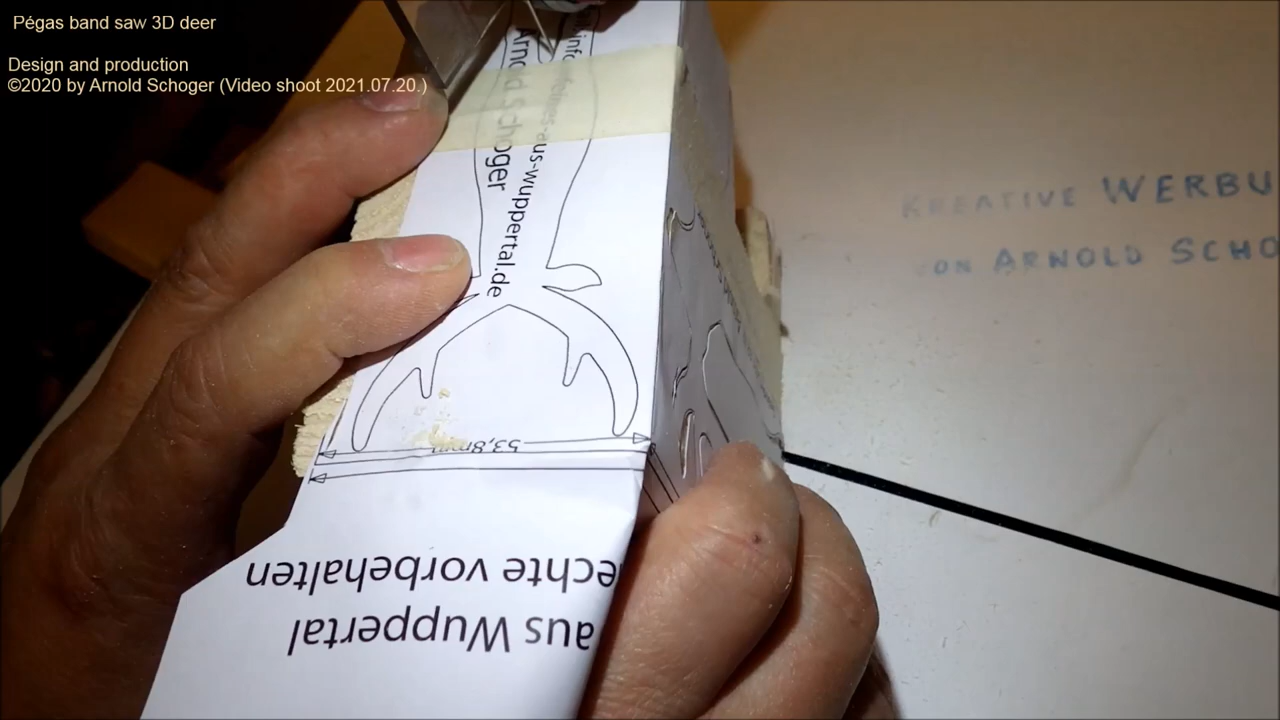 Pégas band saw 3D deer
Design and production
©2020 by Arnold Schoger (Video shoot 2021.07.20.)
Arnold Schoger
-aus-wuppertal.de
53,8mm
aus Wuppertal
echte vorbehalten
KREATIVE WERBU
ON ARNOLD SCHO